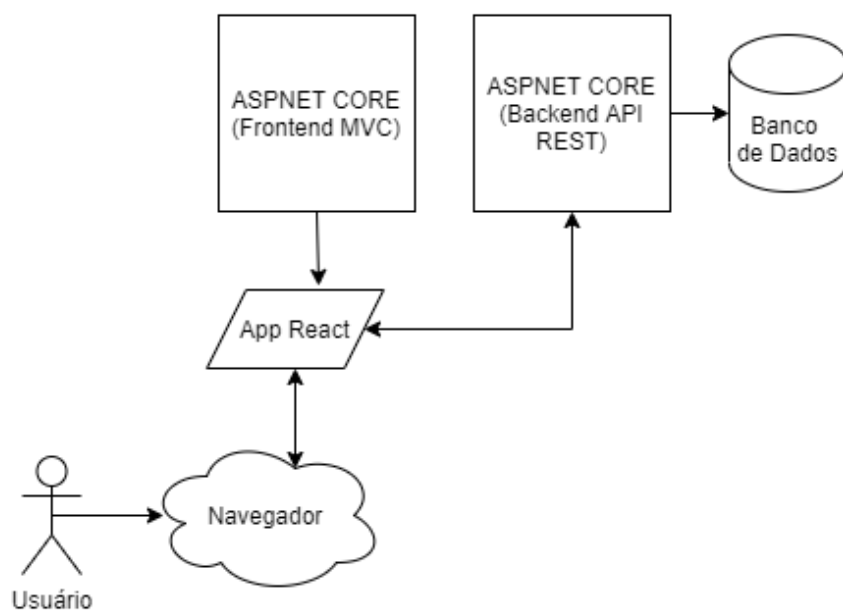 ASPNET CORE
(Frontend MVC)
ASPNET CORE
(Backend API
REST)
Banco
de Dados
App React
Navegador
Usuário